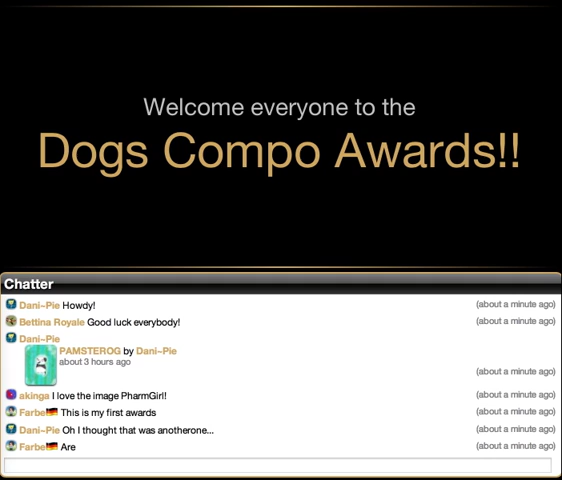 Welcome everyone to the
Dogs Compo Awards!!
Chatter
Dani~Pie Howdy! (about a minute ago)
Bettina Royale Good luck everybody! (about a minute ago)
Dani~Pie
PAMSTEROG by Dani~Pie
about 3 hours ago
(about a minute ago)
akinga I love the image PharmGirl! (about a minute ago)
Farbe This is my first awards (about a minute ago)
Dani~Pie Oh I thought that was anotherone... (about a minute ago)
Farbe Are (about a minute ago)